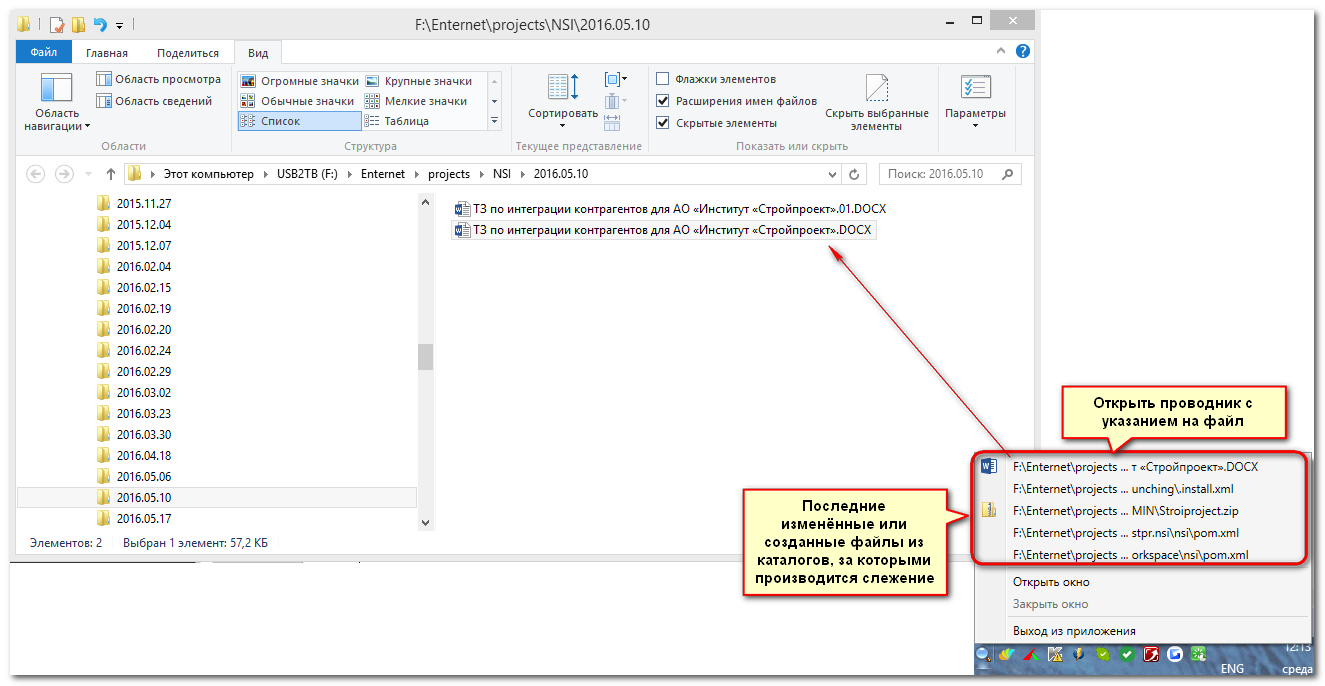 F:\Enternet\projects\NSI\2016.05.10
Файл Главная Поделиться Вид
Область навигации
Область просмотра
Область сведений
Области
Огромные значки Крупные значки
Обычные значки Мелкие значки
Список Таблица
Структура
Сортировать
Текущее представление
Флажки элементов
Расширения имен файлов
Скрытые элементы
Скрыть выбранные
элементы
Показать или скрыть
Параметры
Этот компьютер USB2TB (F:) Enternet projects NSI 2016.05.10
Поиск: 2016.05.10
2015.11.27
2015.12.04
2015.12.07
2016.02.04
2016.02.15
2016.02.19
2016.02.20
2016.02.24
2016.02.29
2016.03.02
2016.03.23
2016.03.30
2016.04.18
2016.05.06
2016.05.10
2016.05.17
ТЗ по интеграции контрагентов для АО «Институт «Стройпроект».01.DOCX
ТЗ по интеграции контрагентов для АО «Институт «Стройпроект».DOCX
Элементов: 2 Выбран 1 элемент: 57,2 КБ
Открыть проводник с
указанием на файл
Последние
изменённые или
созданные файлы из
каталогов, за которыми
производится слежение
F:\Enternet\projects ... т «Стройпроект».DOCX
F:\Enternet\projects ... unching\.install.xml
F:\Enternet\projects ... MIN\Stroiproject.zip
F:\Enternet\projects ... stpr.nsi\nsi\pom.xml
F:\Enternet\projects ... orkspace\nsi\pom.xml
Открыть окно
Закрыть окно
Выход из приложения
12:13
ENG среда